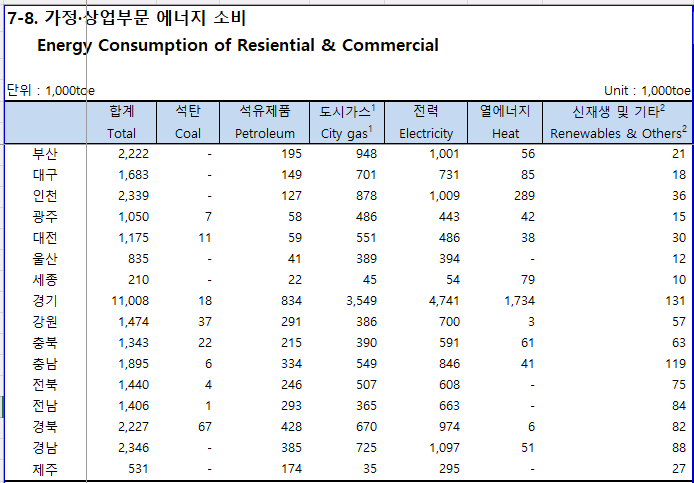 7-8. 가정·상업부문 에너지 소비
Energy Consumption of Resiential & Commercial
단위 : 1,000toe Unit : 1,000toe
합계 석탄 석유제품 도시가스¹ 전력 열에너지 신재생 및 기타²
Total Coal Petroleum City gas¹ Electricity Heat Renewables & Others²
부산 2,222 - 195 948 1,001 56 21
대구 1,683 - 149 701 731 85 18
인천 2,339 - 127 878 1,009 289 36
광주 1,050 7 58 486 443 42 15
대전 1,175 11 59 551 486 38 30
울산 835 - 41 389 394 - 12
세종 210 - 22 45 54 79 10
경기 11,008 18 834 3,549 4,741 1,734 131
강원 1,474 37 291 386 700 3 57
충북 1,343 22 215 390 591 61 63
충남 1,895 6 334 549 846 41 119
전북 1,440 4 246 507 608 - 75
전남 1,406 1 293 365 663 - 84
경북 2,227 67 428 670 974 6 82
경남 2,346 - 385 725 1,097 51 88
제주 531 - 174 35 295 - 27